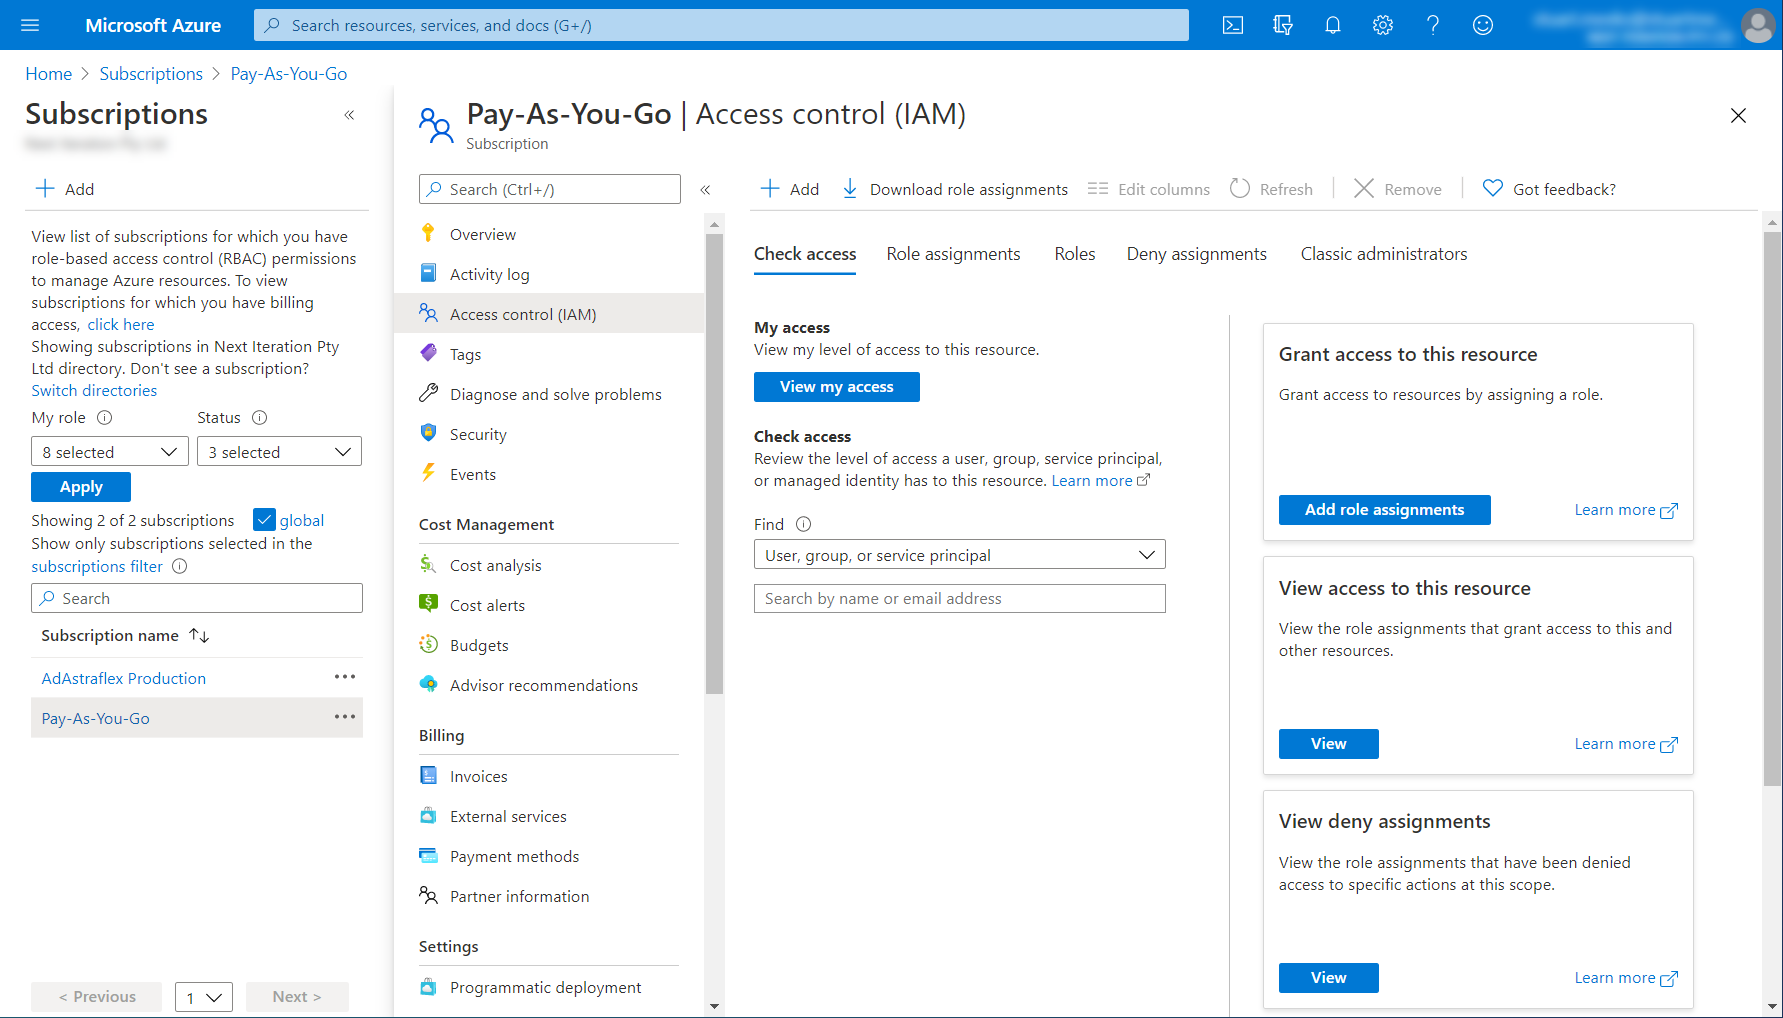 Microsoft Azure
Search resources, services, and docs (G+/)
Home > Subscriptions > Pay-As-You-Go
Subscriptions
«
Add
View list of subscriptions for which you have
role-based access control (RBAC) permissions
to manage Azure resources. To view
subscriptions for which you have billing
access, click here
Showing subscriptions in Next Iteration Pty
Ltd directory. Don't see a subscription?
Switch directories
My role
Status
8 selected
3 selected
Apply
Showing 2 of 2 subscriptions global
Show only subscriptions selected in the
subscriptions filter
Search
Subscription name
AdAstraflex Production
Pay-As-You-Go
< Previous
1
Next >
Pay-As-You-Go | Access control (IAM)
Subscription
Search (Ctrl+/)
«
Overview
Activity log
Access control (IAM)
Tags
Diagnose and solve problems
Security
Events
Cost Management
Cost analysis
Cost alerts
Budgets
Advisor recommendations
Billing
Invoices
External services
Payment methods
Partner information
Settings
Programmatic deployment
Add
Download role assignments
Edit columns
Refresh
Remove
Got feedback?
Check access
Role assignments
Roles
Deny assignments
Classic administrators
My access
View my level of access to this resource.
View my access
Check access
Review the level of access a user, group, service principal,
or managed identity has to this resource. Learn more
Find
User, group, or service principal
Search by name or email address
Grant access to this resource
Grant access to resources by assigning a role.
Add role assignments
Learn more
View access to this resource
View the role assignments that grant access to this and
other resources.
View
Learn more
View deny assignments
View the role assignments that have been denied
access to specific actions at this scope.
View
Learn more